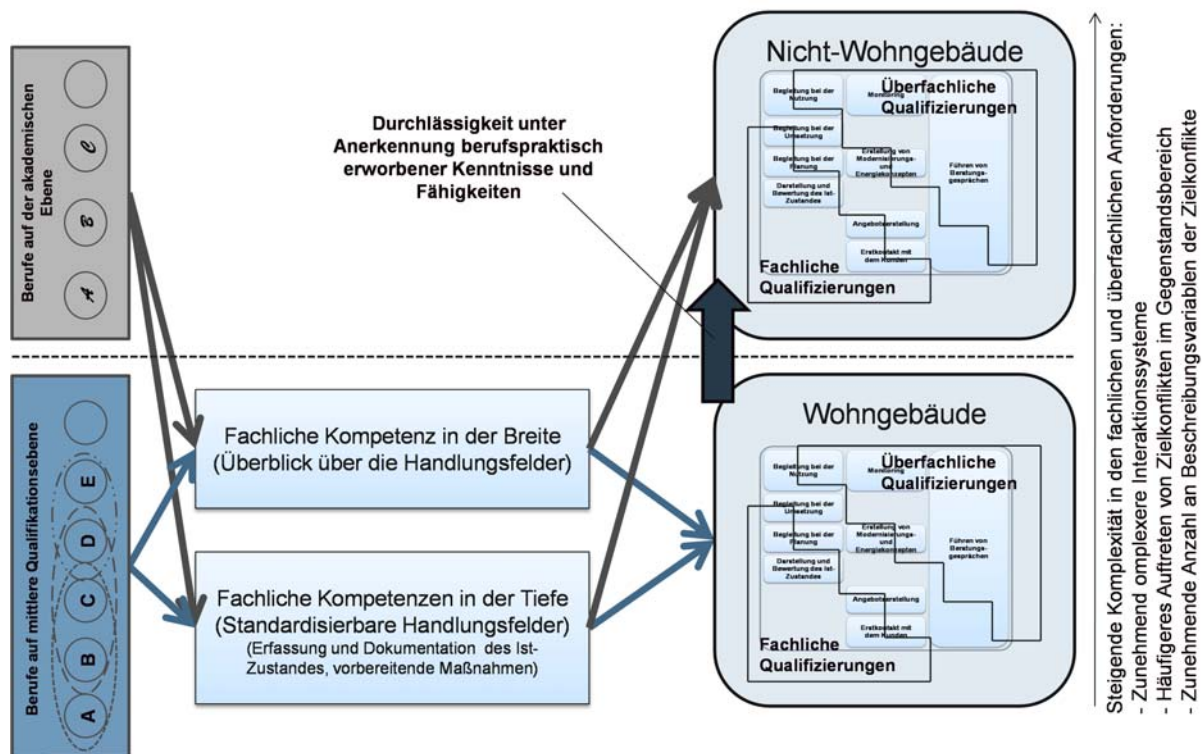 Berufe auf der akademischen
Ebene
A
B
C
Berufe auf mittlere Qualifikationsebene
A
B
C
D
E
Durchlässigkeit unter
Anerkennung berufspraktisch
erworbener Kenntnisse und
Fähigkeiten
Fachliche Kompetenz in der Breite
(Überblick über die Handlungsfelder)
Fachliche Kompetenzen in der Tiefe
(Standardisierbare Handlungsfelder)
(Erfassung und Dokumentation des Ist-
Zustandes, vorbereitende Maßnahmen)
Nicht-Wohngebäude
Überfachliche
Qualifizierungen
Begleitung bei der
Nutzung
Monitoring
Begleitung bei der
Umsetzung
Begleitung bei der
Planung
Erstellung von
Modernisierungs-
und
Energiekonzepten
Darstellung und
Bewertung des Ist-
Zustandes
Führen von
Beratungs-
gesprächen
Angebotserstellung
Erstkontakt mit
dem Kunden
Fachliche
Qualifizierungen
Wohngebäude
Überfachliche
Qualifizierungen
Begleitung bei der
Nutzung
Monitoring
Begleitung bei der
Umsetzung
Begleitung bei der
Planung
Erstellung von
Modernisierungs-
und
Energiekonzepten
Darstellung und
Bewertung des Ist-
Zustandes
Führen von
Beratungs-
gesprächen
Angebotserstellung
Erstkontakt mit
dem Kunden
Fachliche
Qualifizierungen
Steigende Komplexität in den fachlichen und überfachlichen Anforderungen:
- Zunehmend omplexere Interaktionssysteme
- Häufigeres Auftreten von Zielkonflikten im Gegenstandsbereich
- Zunehmende Anzahl an Beschreibungsvariablen der Zielkonflikte